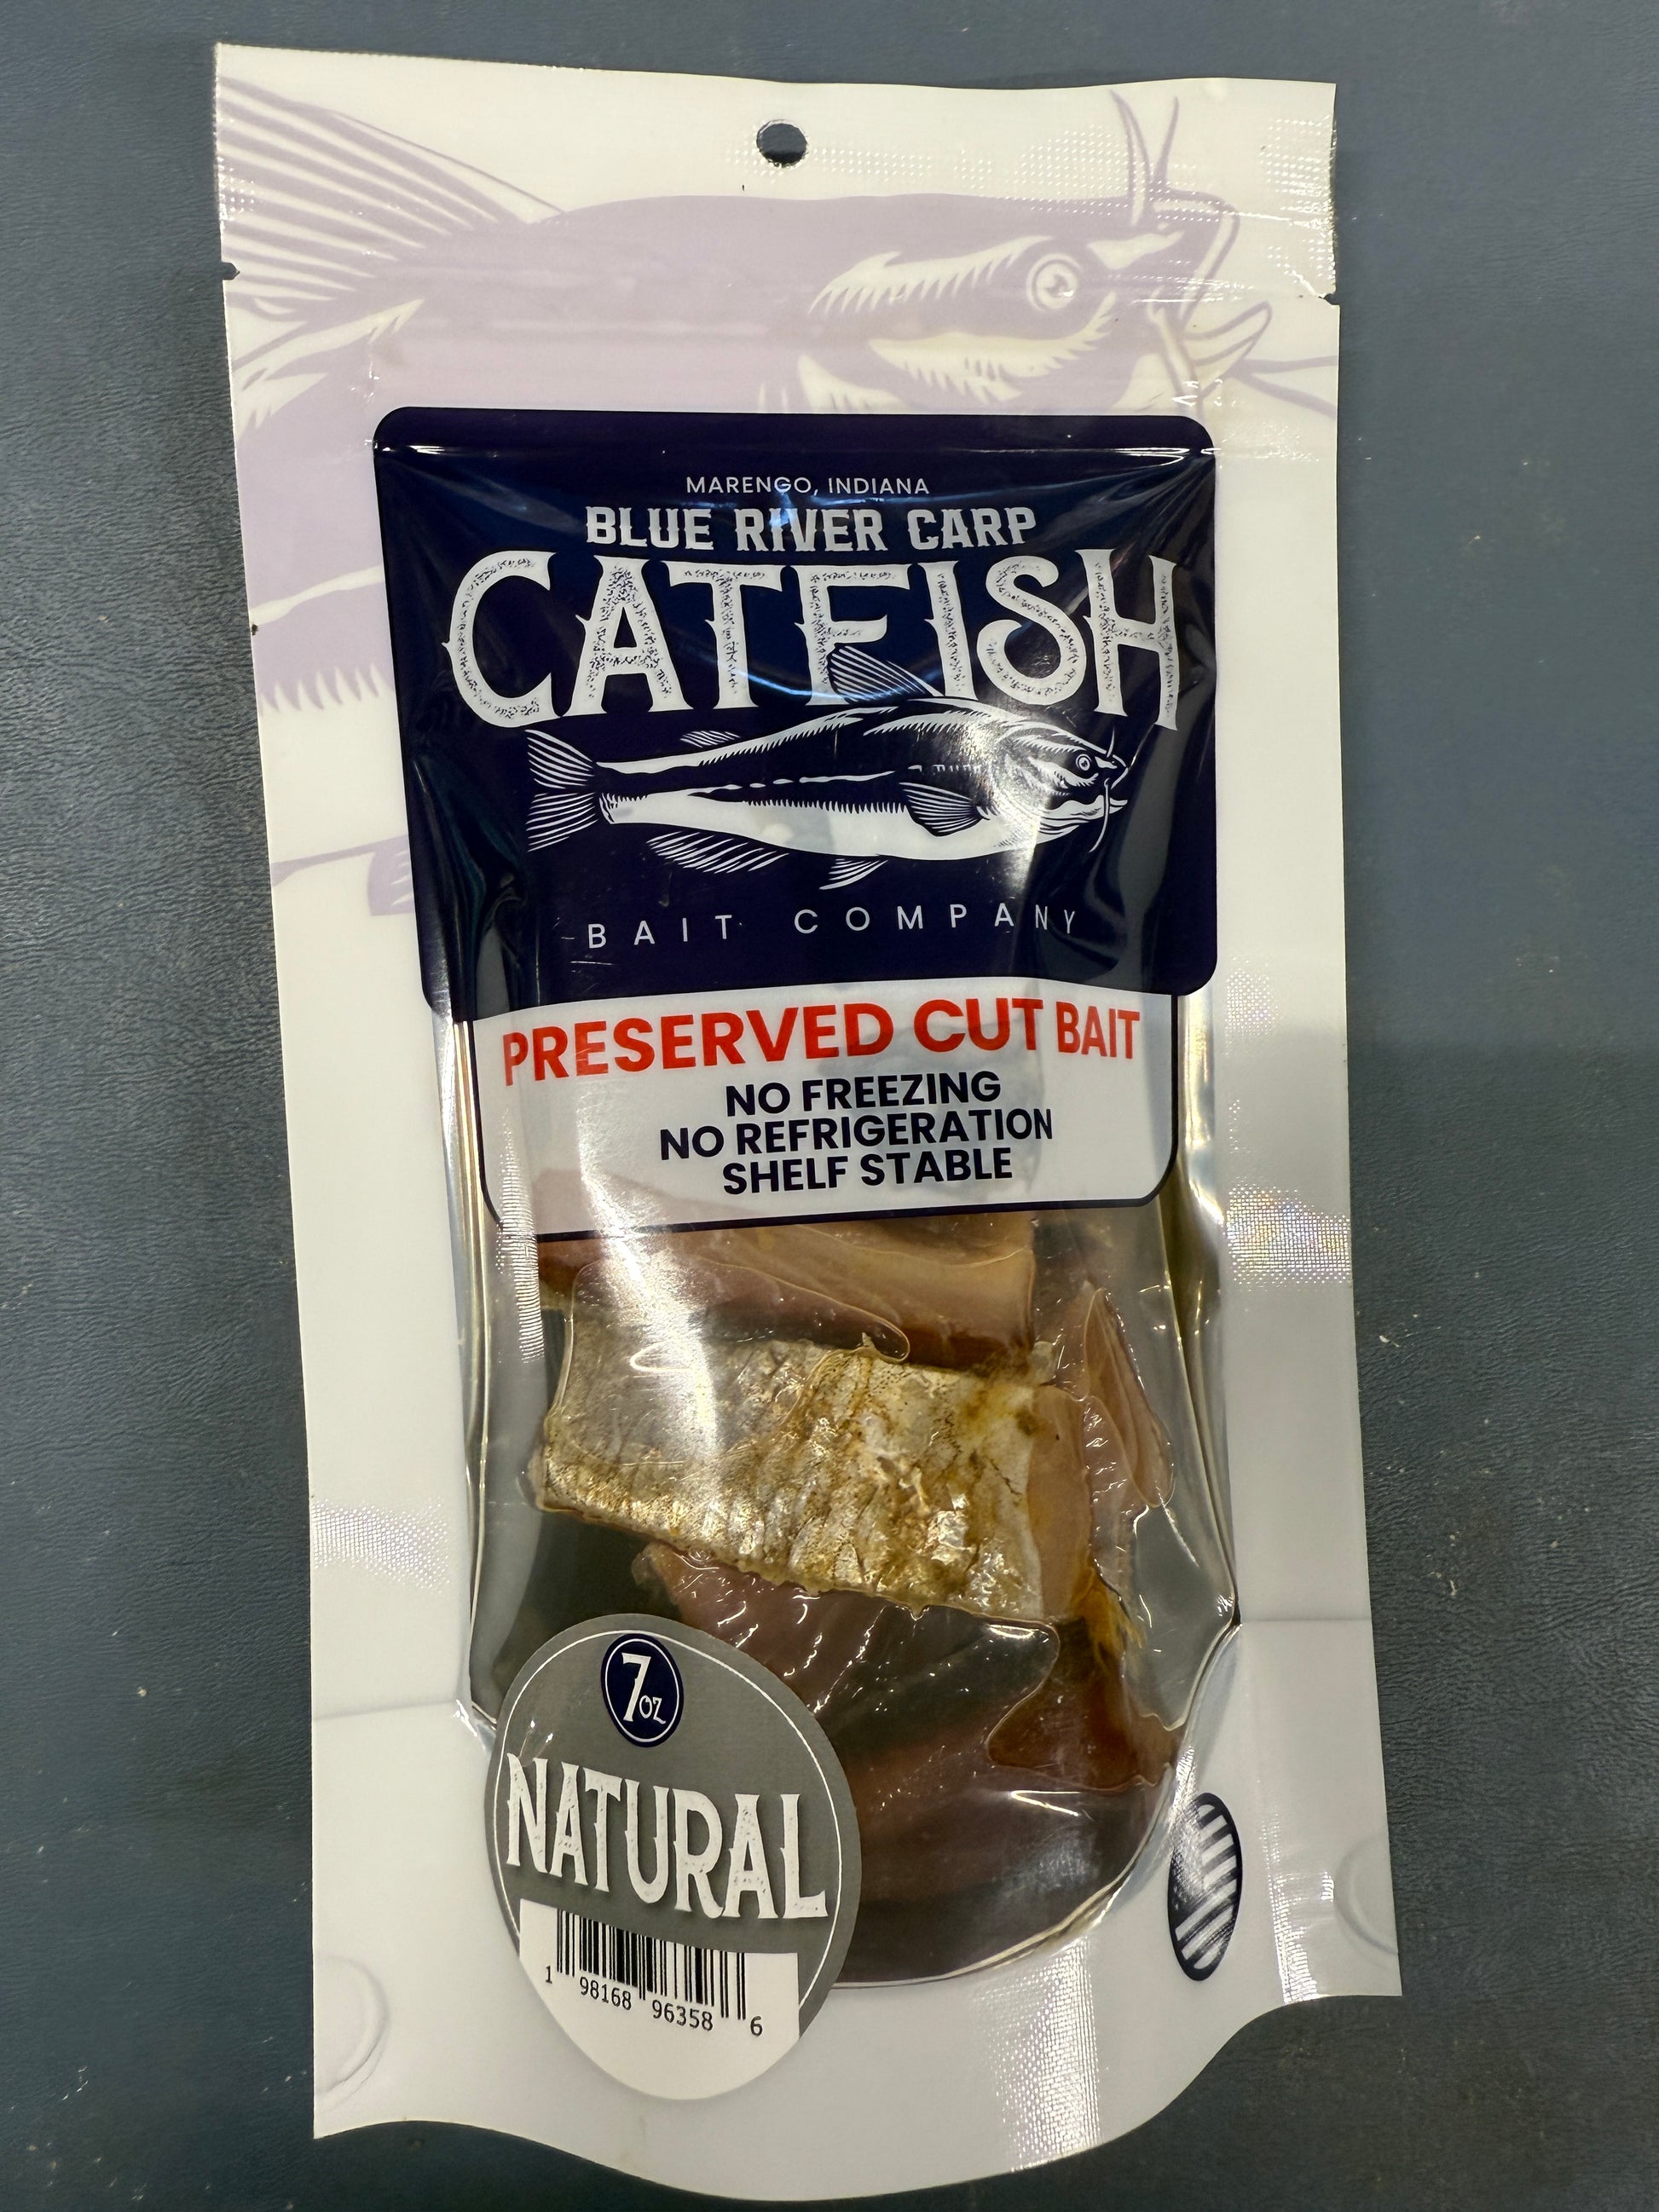 MARENGO, INDIANA
BLUE RIVER CARP
CATFISH
BAIT COMPANY
PRESERVED CUT BAIT
NO FREEZING
NO REFRIGERATION
SHELF STABLE
7oz
NATURAL
1 98168 96358 6